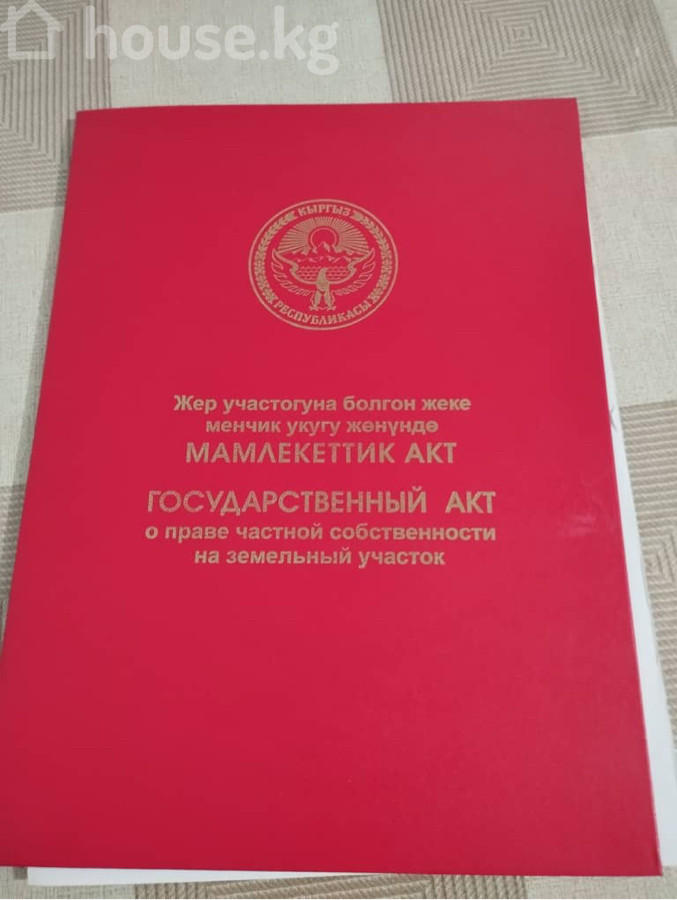 house.kg
КЫРГЫЗ
РЕСПУБЛИКАСЫ
Жер участогуна болгон жеке
менчик укугу жөнүндө
МАМЛЕКЕТТИК АКТ
ГОСУДАРСТВЕННЫЙ АКТ
о праве частной собственности
на земельный участок